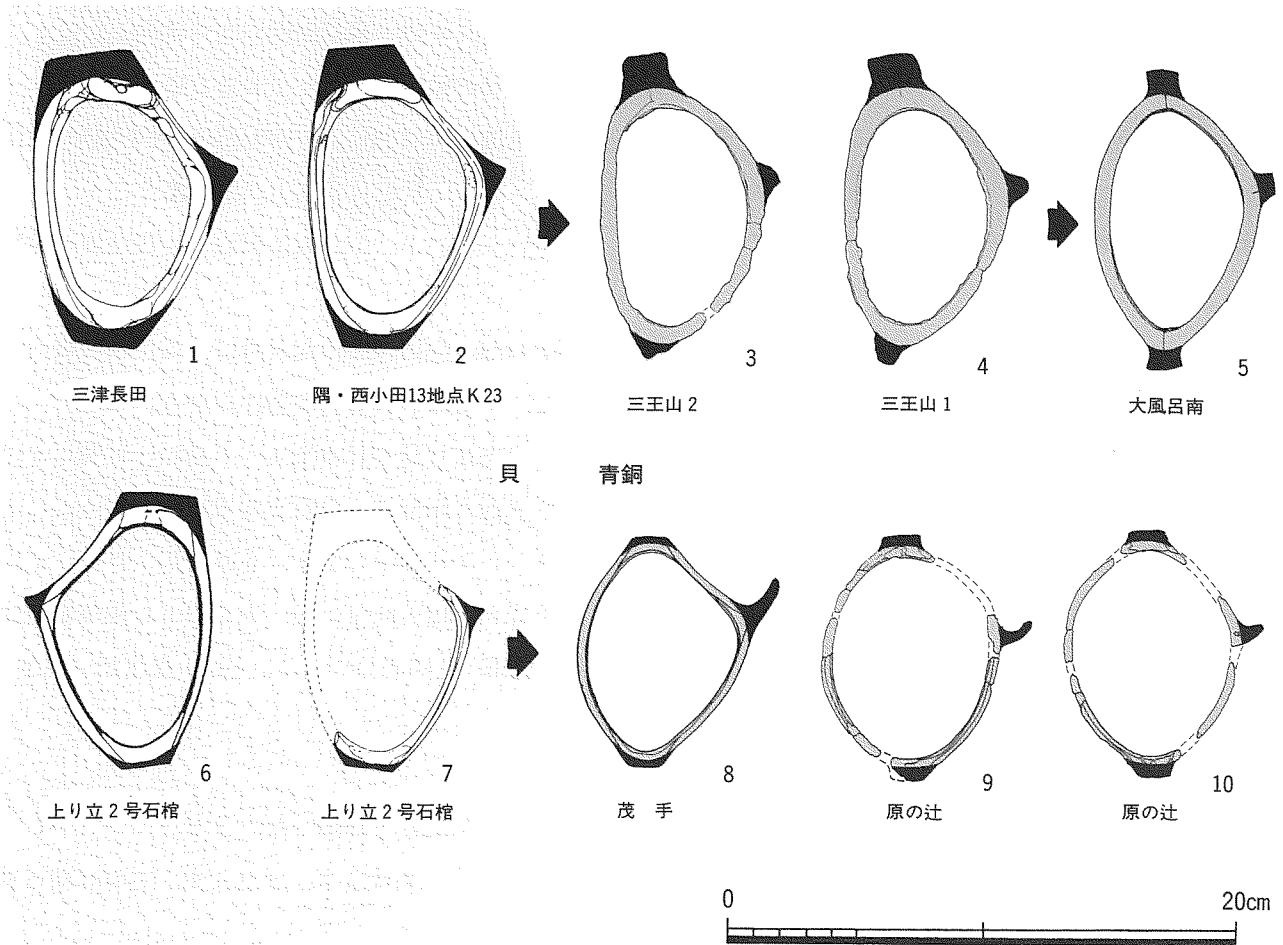 1
2
3
4
5
三津長田
隅・西小田13地点K23
三王山2
三王山1
大風呂南
貝
青銅
6
7
8
9
10
上り立2号石棺
上り立2号石棺
茂 手
原の辻
原の辻
0
20cm